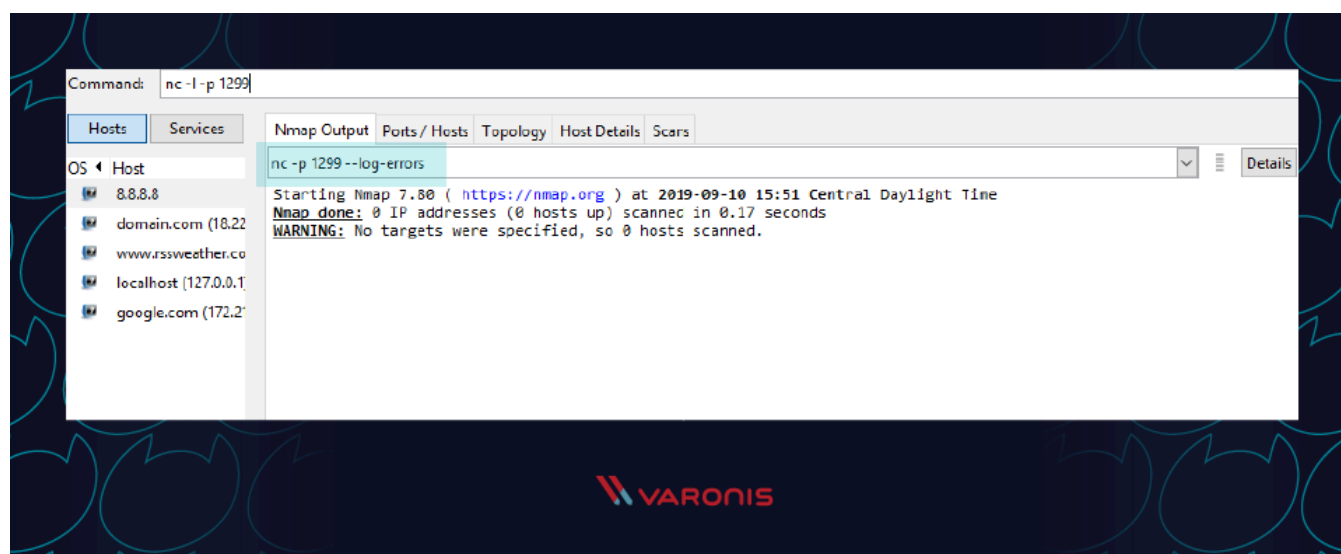 Command: nc -l -p 1299
Hosts Services Nmap Output Ports / Hosts Topology Host Details Scans
OS Host nc -p 1299 --log-errors Details
8.8.8.8
domain.com (18.22
www.rssweather.co
localhost (127.0.0.1)
google.com (172.21
Starting Nmap 7.80 ( https://nmap.org ) at 2019-09-10 15:51 Central Daylight Time
Nmap done: 0 IP addresses (0 hosts up) scanned in 0.17 seconds
WARNING: No targets were specified, so 0 hosts scanned.
VARONIS